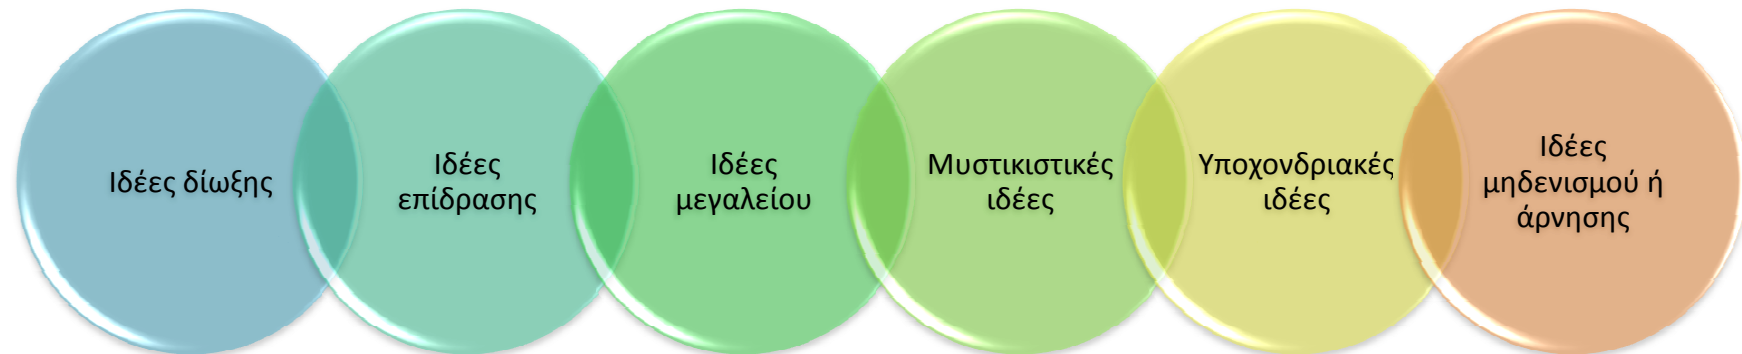 Ιδέες δίωξης
Ιδέες
επίδρασης
Ιδέες
μεγαλείου
Μυστικιστικές
ιδέες
Υποχονδριακές
ιδέες
Ιδέες
μηδενισμού ή
άρνησης